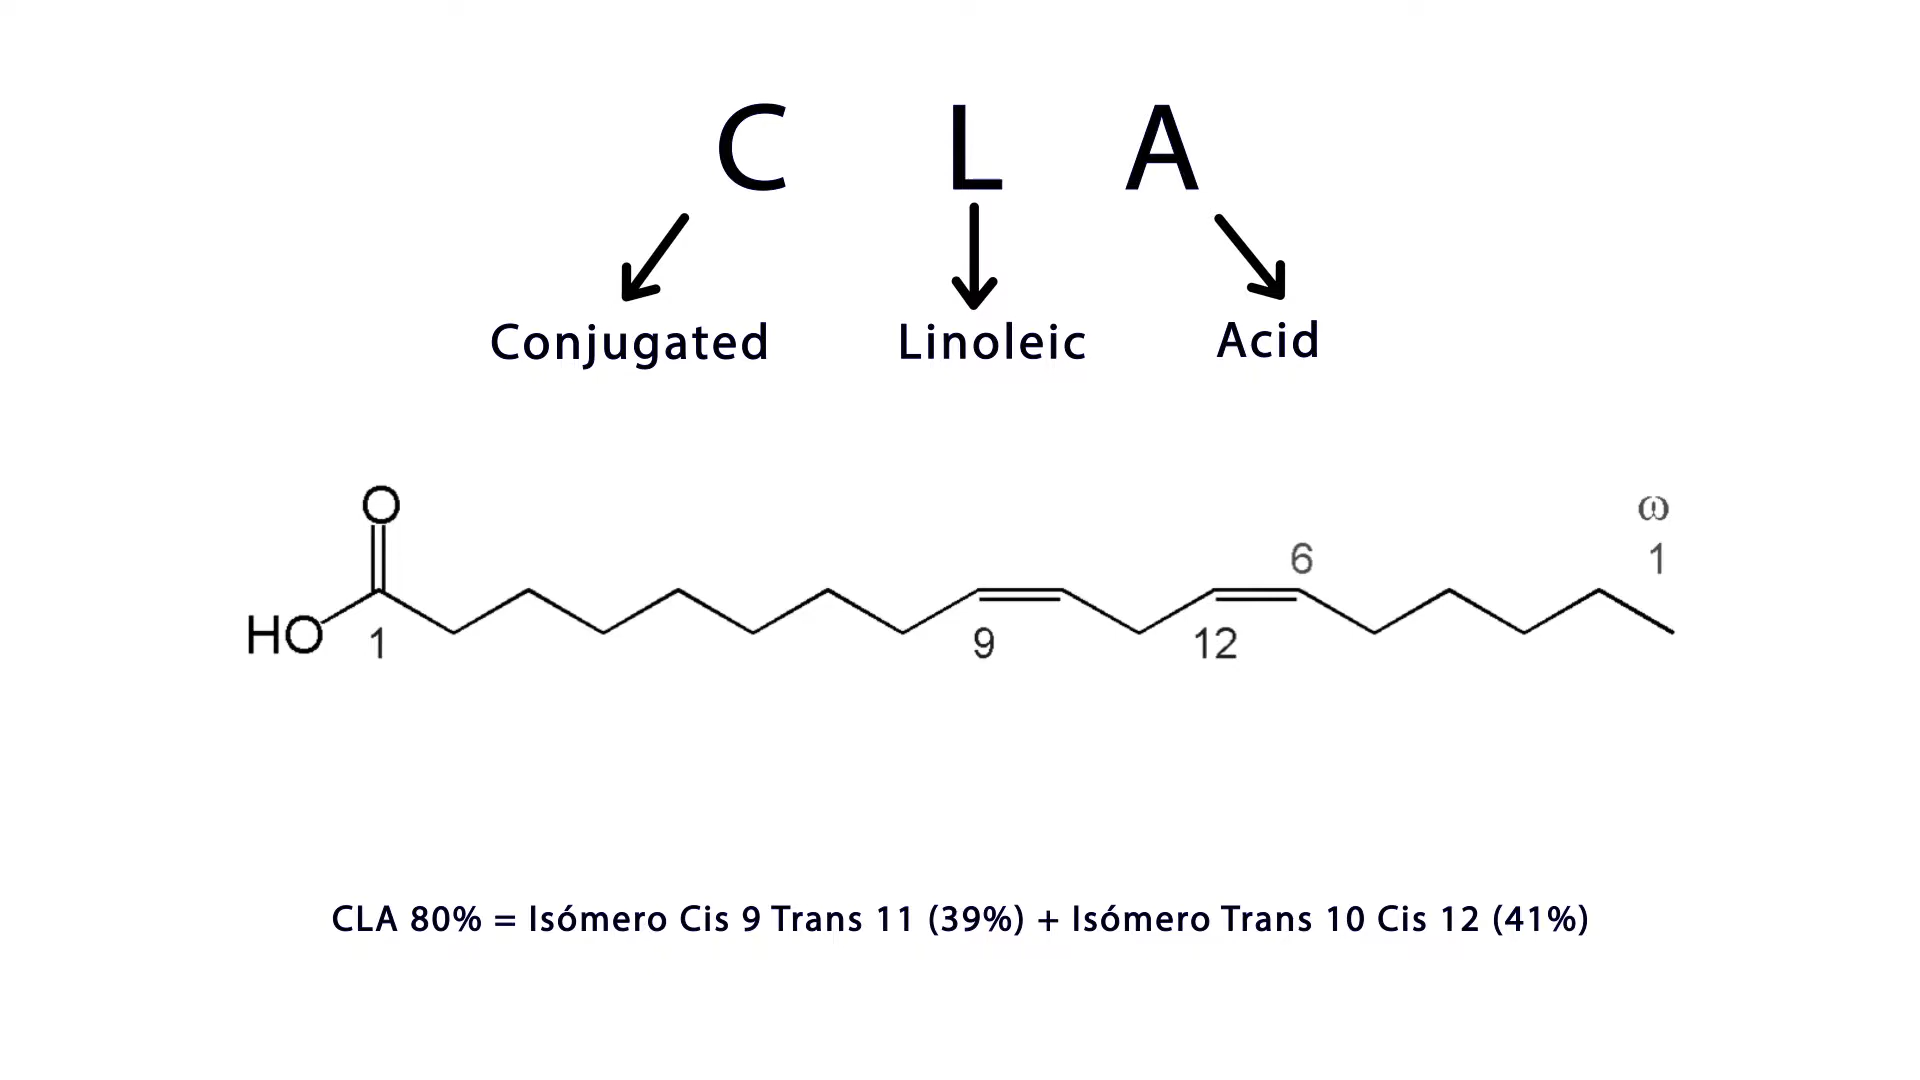 C L A
Conjugated Linoleic Acid
O
ω
6 1
HO 1 9 12
CLA 80% = Isómero Cis 9 Trans 11 (39%) + Isómero Trans 10 Cis 12 (41%)